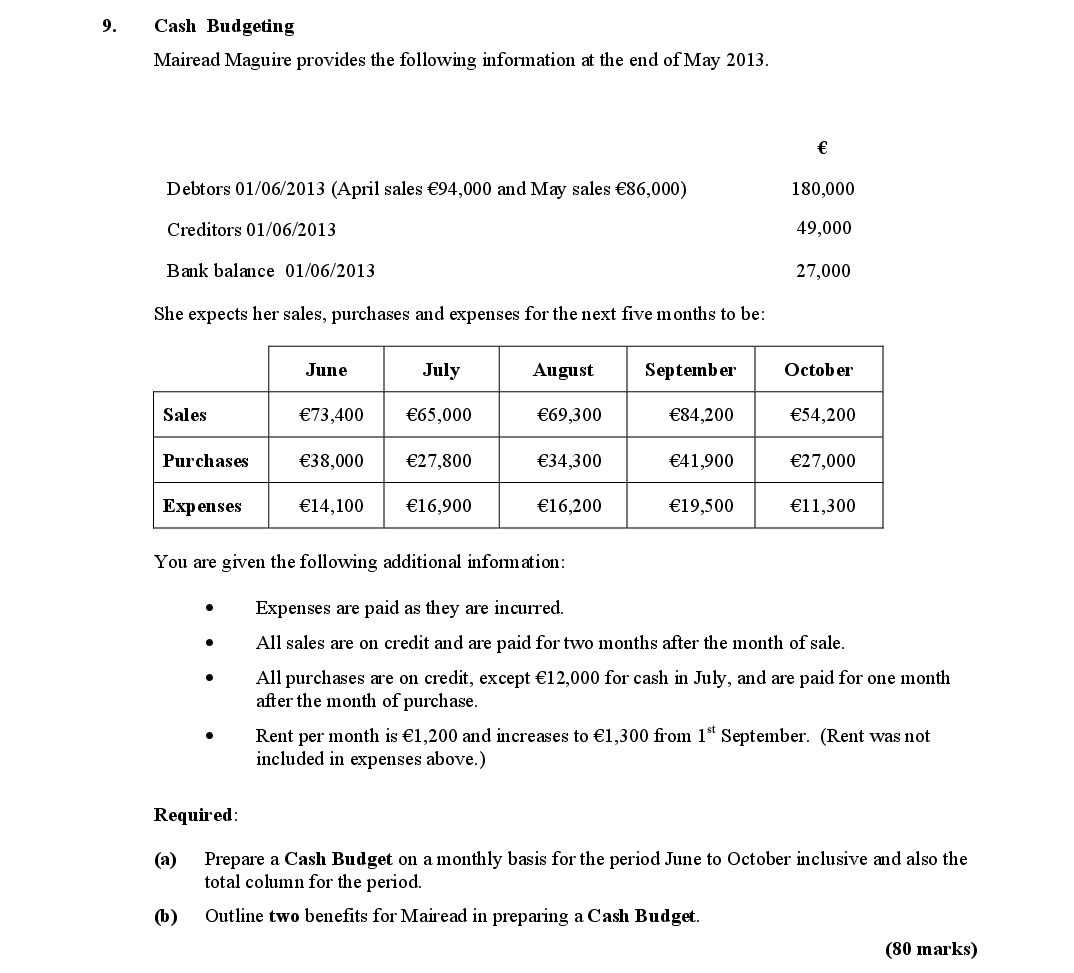 9. Cash Budgeting
Mairead Maguire provides the following information at the end of May 2013.
€
Debtors 01/06/2013 (April sales €94,000 and May sales €86,000) 180,000
Creditors 01/06/2013 49,000
Bank balance 01/06/2013 27,000
She expects her sales, purchases and expenses for the next five months to be:
June July August September October
Sales €73,400 €65,000 €69,300 €84,200 €54,200
Purchases €38,000 €27,800 €34,300 €41,900 €27,000
Expenses €14,100 €16,900 €16,200 €19,500 €11,300
You are given the following additional information:
• Expenses are paid as they are incurred.
• All sales are on credit and are paid for two months after the month of sale.
• All purchases are on credit, except €12,000 for cash in July, and are paid for one month
after the month of purchase.
• Rent per month is €1,200 and increases to €1,300 from 1st September. (Rent was not
included in expenses above.)
Required:
(a) Prepare a Cash Budget on a monthly basis for the period June to October inclusive and also the
total column for the period.
(b) Outline two benefits for Mairead in preparing a Cash Budget.
(80 marks)